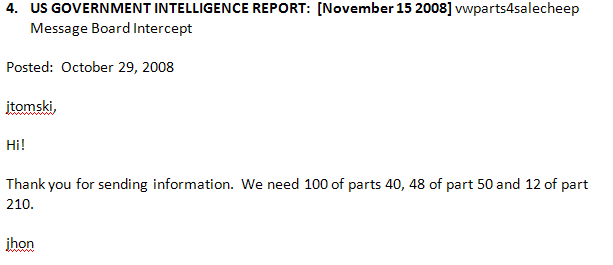 4. US GOVERNMENT INTELLIGENCE REPORT: [November 15 2008] vwparts4salecheep
Message Board Intercept
Posted: October 29, 2008
jtomski,
Hi!
Thank you for sending information. We need 100 of parts 40, 48 of part 50 and 12 of part
210.
jhon